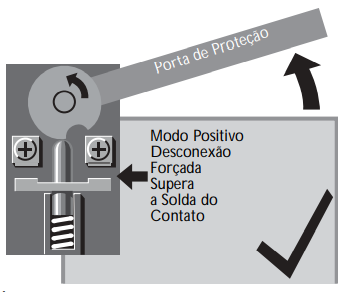 Porta de Proteção
Modo Positivo
Desconexão
Forçada
Supera
a Solda do
Contato